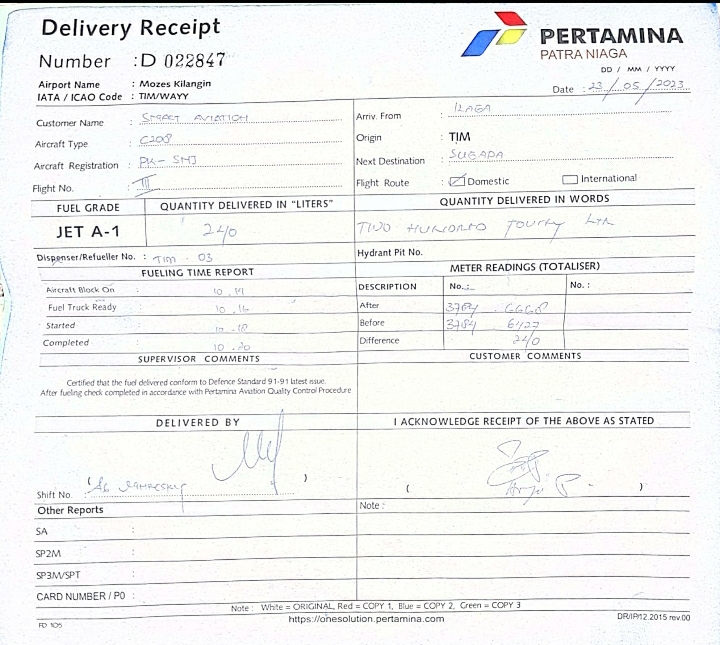 Delivery Receipt
Number : D 022847
PERTAMINA
PATRA NIAGA
Airport Name : Mozes Kilangin
IATA / ICAO Code : TIM/WAYY
DD / MM / YYYY
Date : 23 / 05 / 2023
Customer Name : SMART AVIATION
Arriv. From : ILAGA
Aircraft Type : C208
Origin : TIM
Aircraft Registration : PK-SMJ
Next Destination : SUGAPA
Flight No. : III
Flight Route : Domestic International
FUEL GRADE QUANTITY DELIVERED IN "LITERS" QUANTITY DELIVERED IN WORDS
JET A-1 240 TWO HUNDRED FOURTY LTR
Dispenser/Refueller No. : TIM - 03
Hydrant Pit No.
FUELING TIME REPORT METER READINGS (TOTALISER)
Aircraft Block On : 10.14
DESCRIPTION No.: No. :
Fuel Truck Ready : 10.16
After 3784 6668
Started : 10.18
Before 3784 6427
Completed : 10.20
Difference 240
SUPERVISOR COMMENTS CUSTOMER COMMENTS
Certified that the fuel delivered conform to Defence Standard 91-91 latest issue.
After fueling check completed in accordance with Pertamina Aviation Quality Control Procedure
DELIVERED BY I ACKNOWLEDGE RECEIPT OF THE ABOVE AS STATED
Shift No. ( )
( )
Other Reports
Note :
SA :
SP2M :
SP3M/SPT :
CARD NUMBER / P0 :
Note : White = ORIGINAL, Red = COPY 1, Blue = COPY 2, Green = COPY 3
FD 105
https://onesolution.pertamina.com
DR/IP/12.2015 rev.00